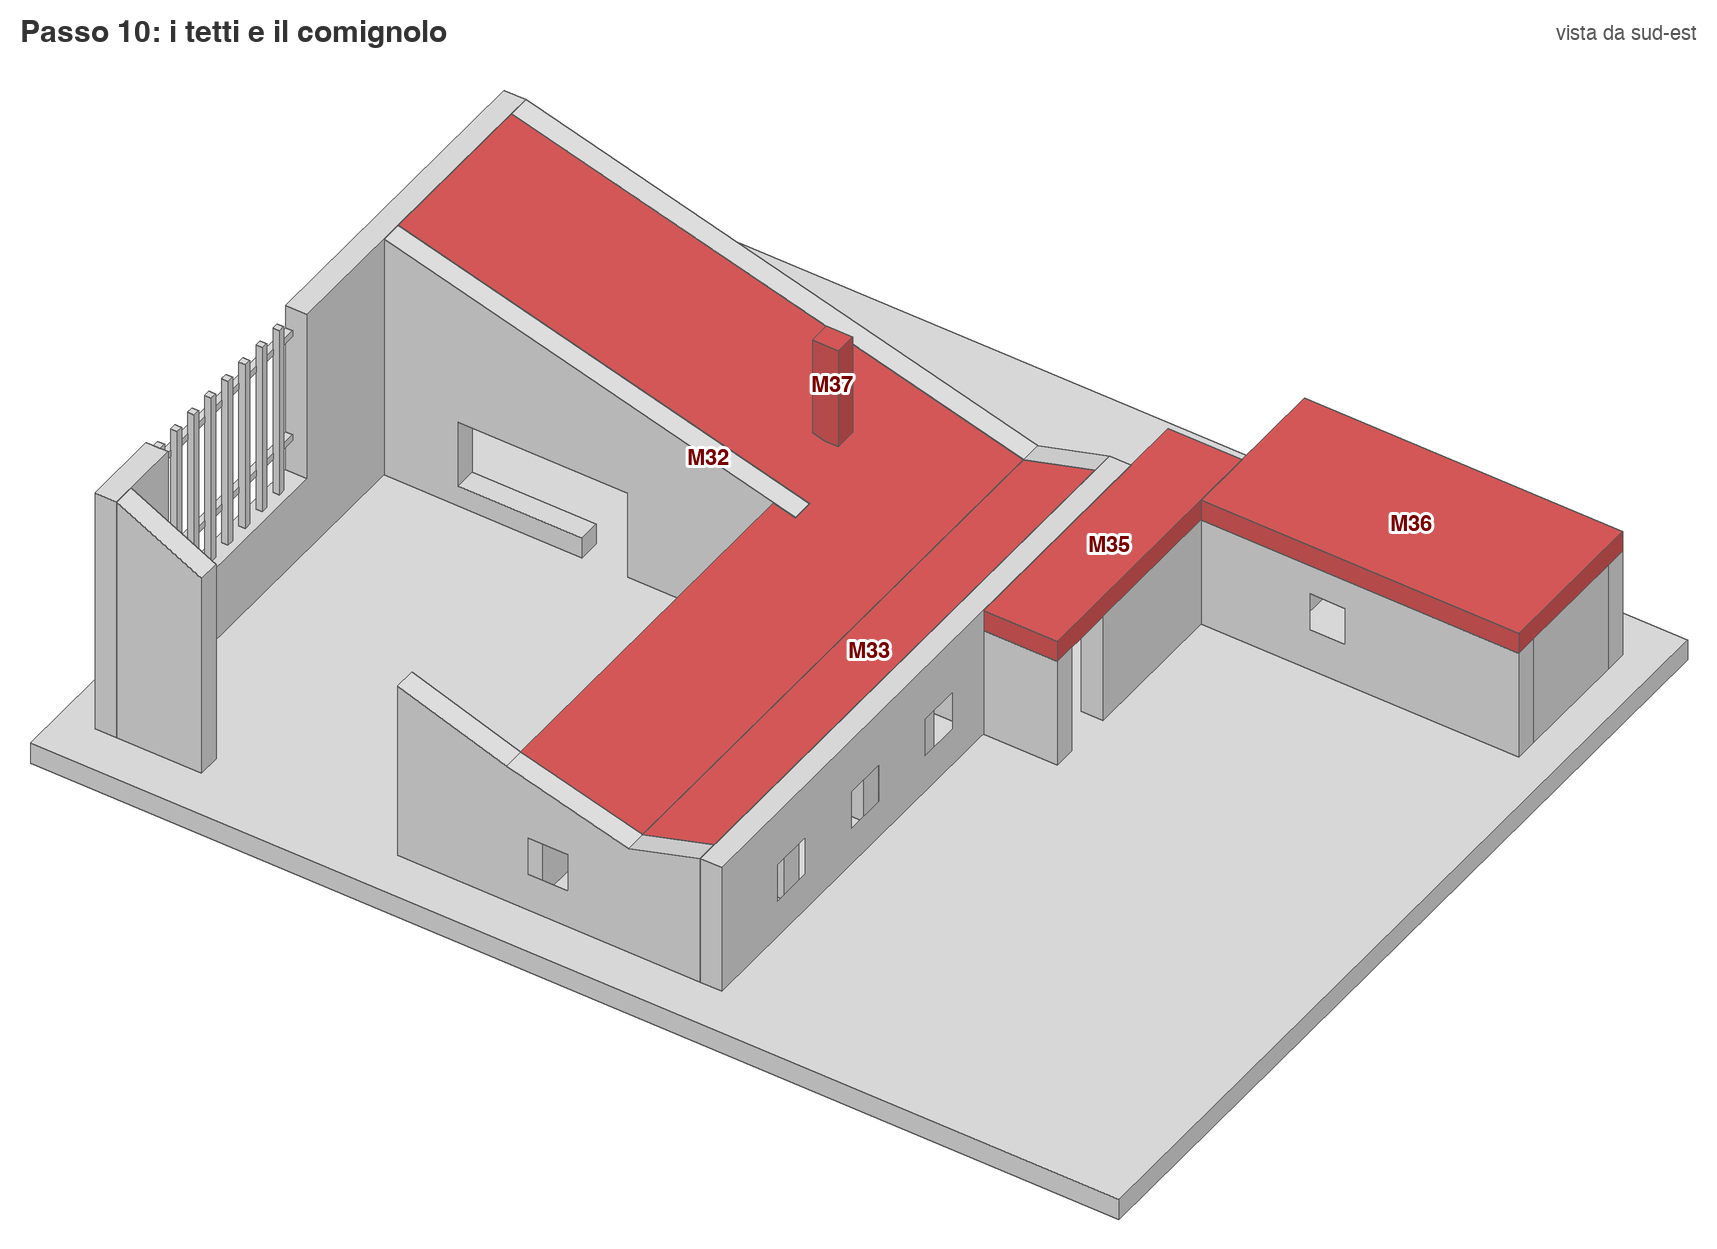 Passo 10: i tetti e il comignolo
vista da sud-est
M37
M32
M36
M35
M33